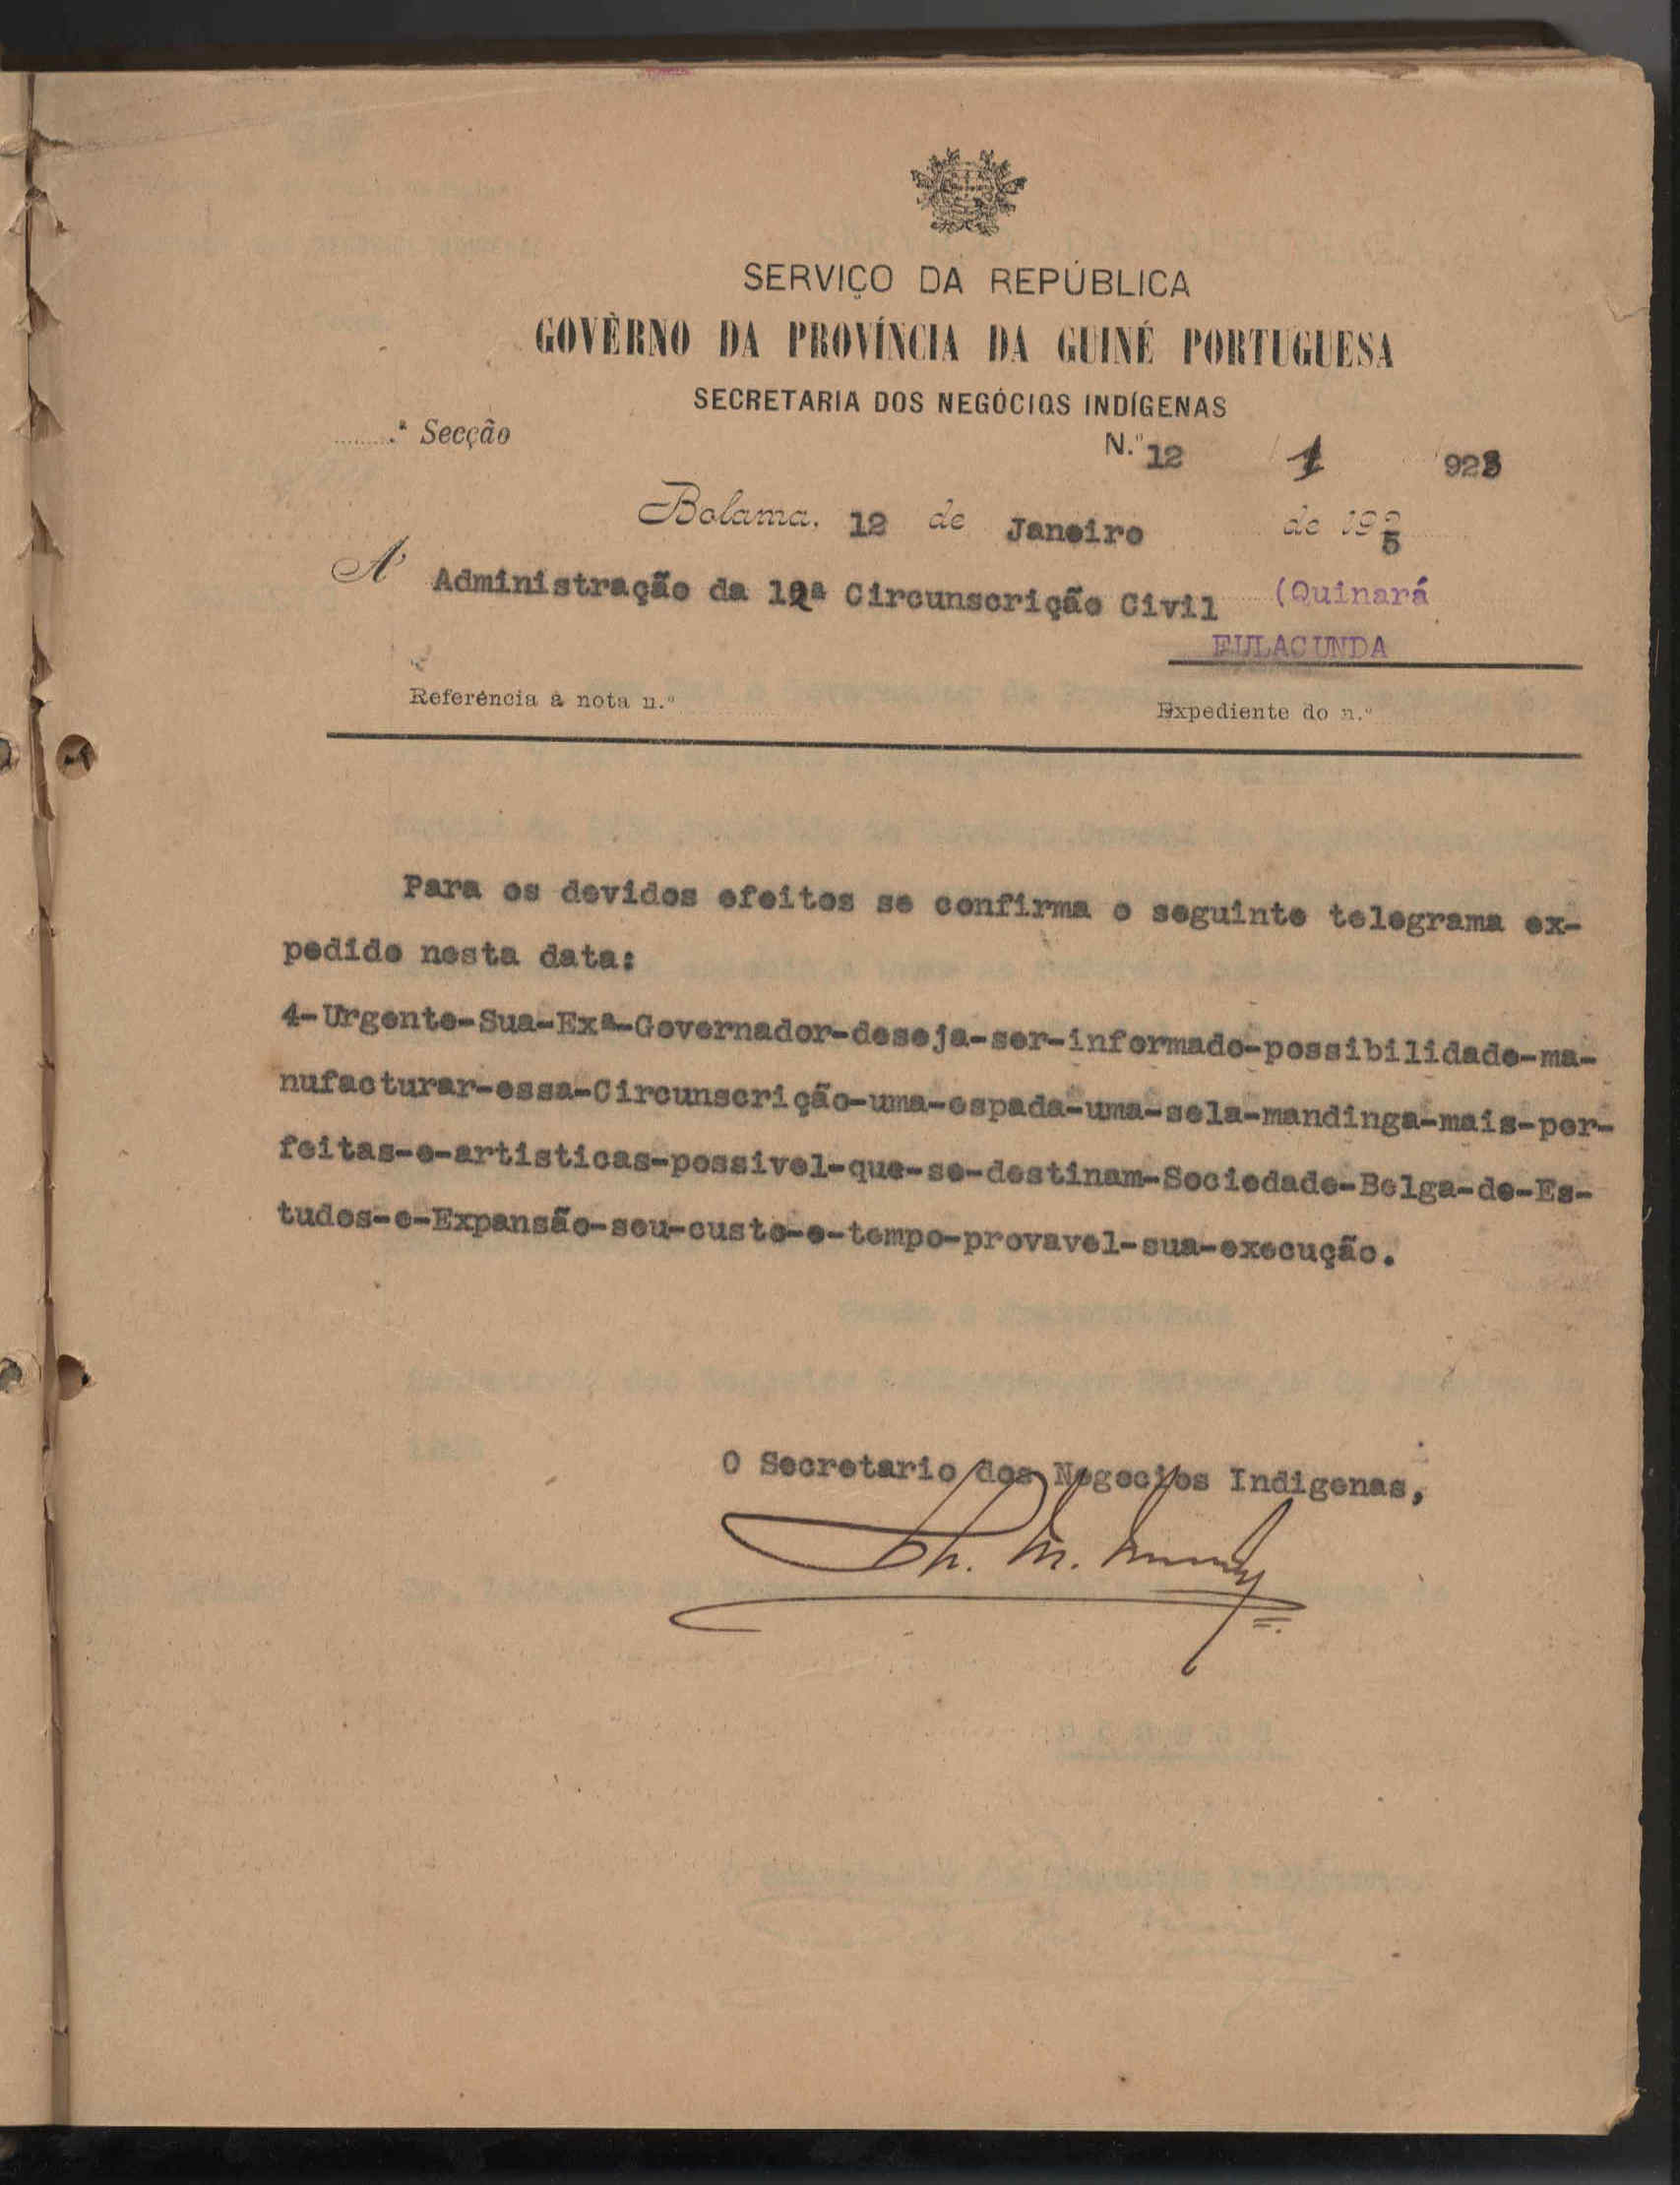 SERVIÇO DA REPÚBLICA
GOVÊRNO DA PROVÍNCIA DA GUINÉ PORTUGUESA
SECRETARIA DOS NEGÓCIOS INDÍGENAS
.ª Secção
N.º 12 / 1 / 923
Bolama, 12 de Janeiro de 1925
A' Administração da 12ª Circunscrição Civil (Quinará
FULACUNDA
Referência à nota n.º Expediente do n.º
Para os devidos efeitos se confirma o seguinte telegrama ex-
pedido nesta data:
4-Urgente-Sua-Exª-Governador-deseja-ser-informado-possibilidade-ma-
nufacturar-essa-Circunscrição-uma-espada-uma-sela-mandinga-mais-per-
feitas-e-artisticas-possivel-que-se-destinam-Sociedade-Belga-de-Es-
tudos-e-Expansão-seu-custo-e-tempo-provavel-sua-execução.
O Secretario dos Negocios Indigenas,